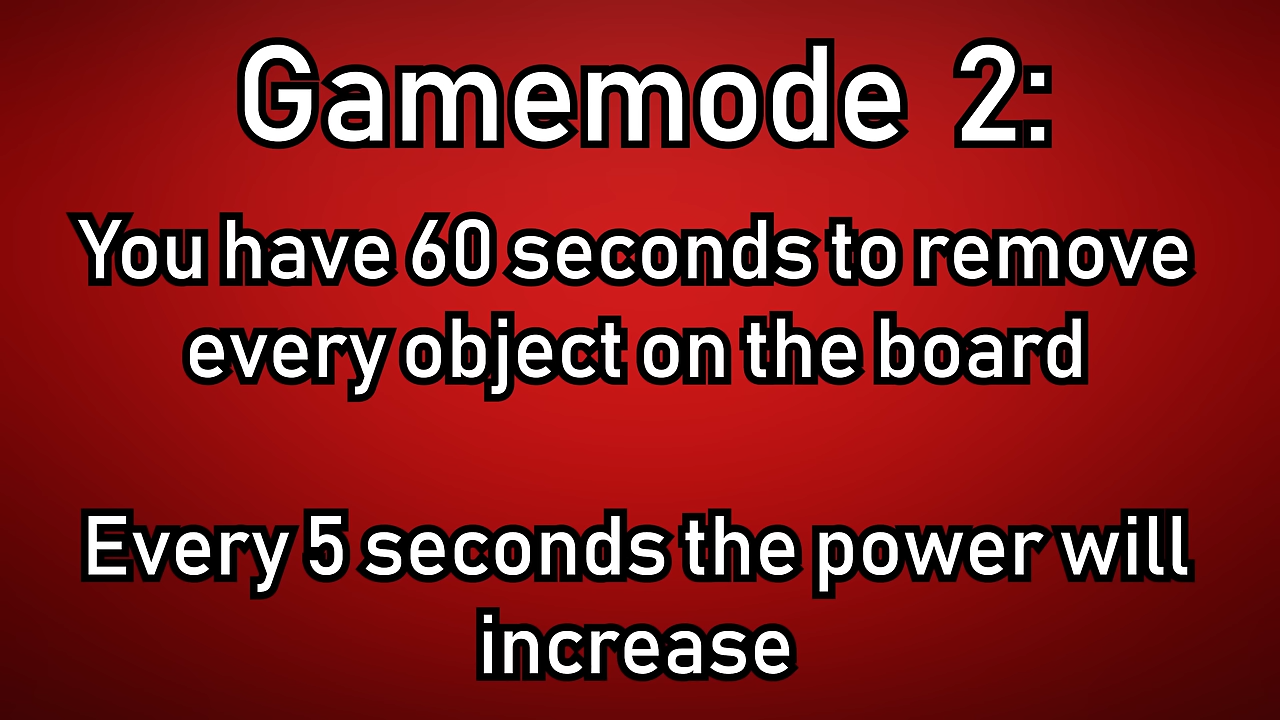 Gamemode 2:
You have 60 seconds to remove
every object on the board
Every 5 seconds the power will
increase